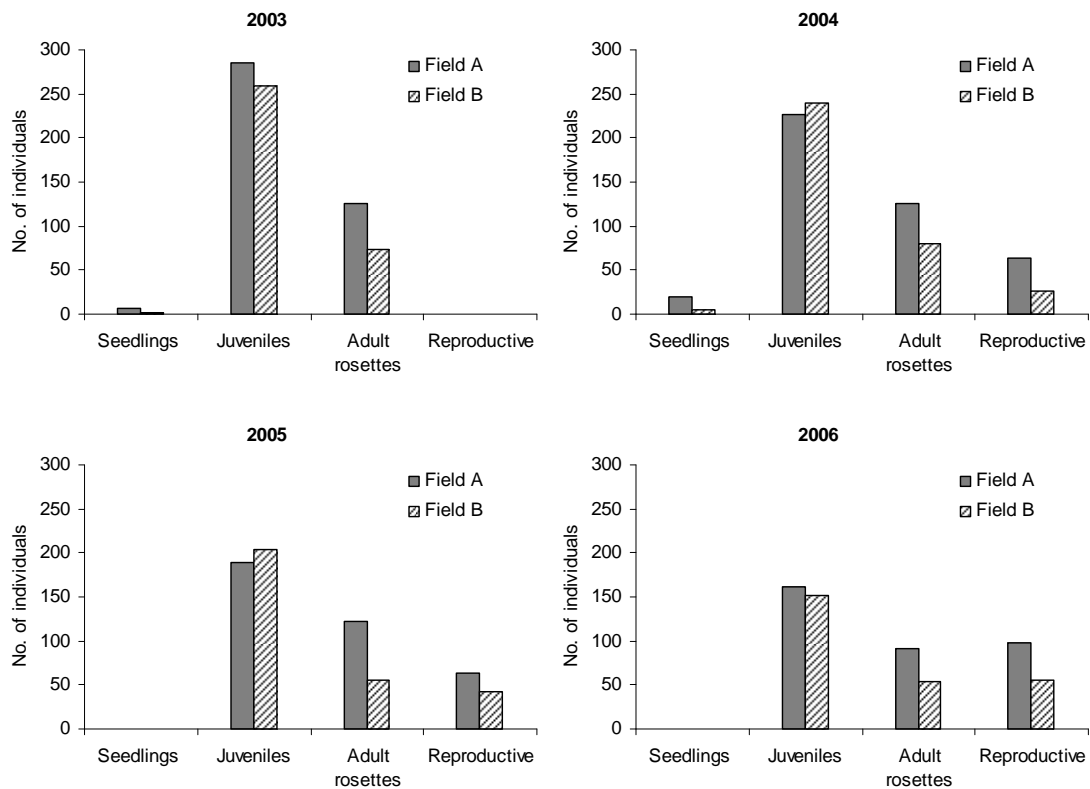 2003
300
250
200
150
100
50
0
No. of individuals
Field A
Field B
Seedlings
Juveniles
Adult
rosettes
Reproductive
2004
300
250
200
150
100
50
0
No. of individuals
Field A
Field B
Seedlings
Juveniles
Adult
rosettes
Reproductive
2005
300
250
200
150
100
50
0
No. of individuals
Field A
Field B
Seedlings
Juveniles
Adult
rosettes
Reproductive
2006
300
250
200
150
100
50
0
No. of individuals
Field A
Field B
Seedlings
Juveniles
Adult
rosettes
Reproductive